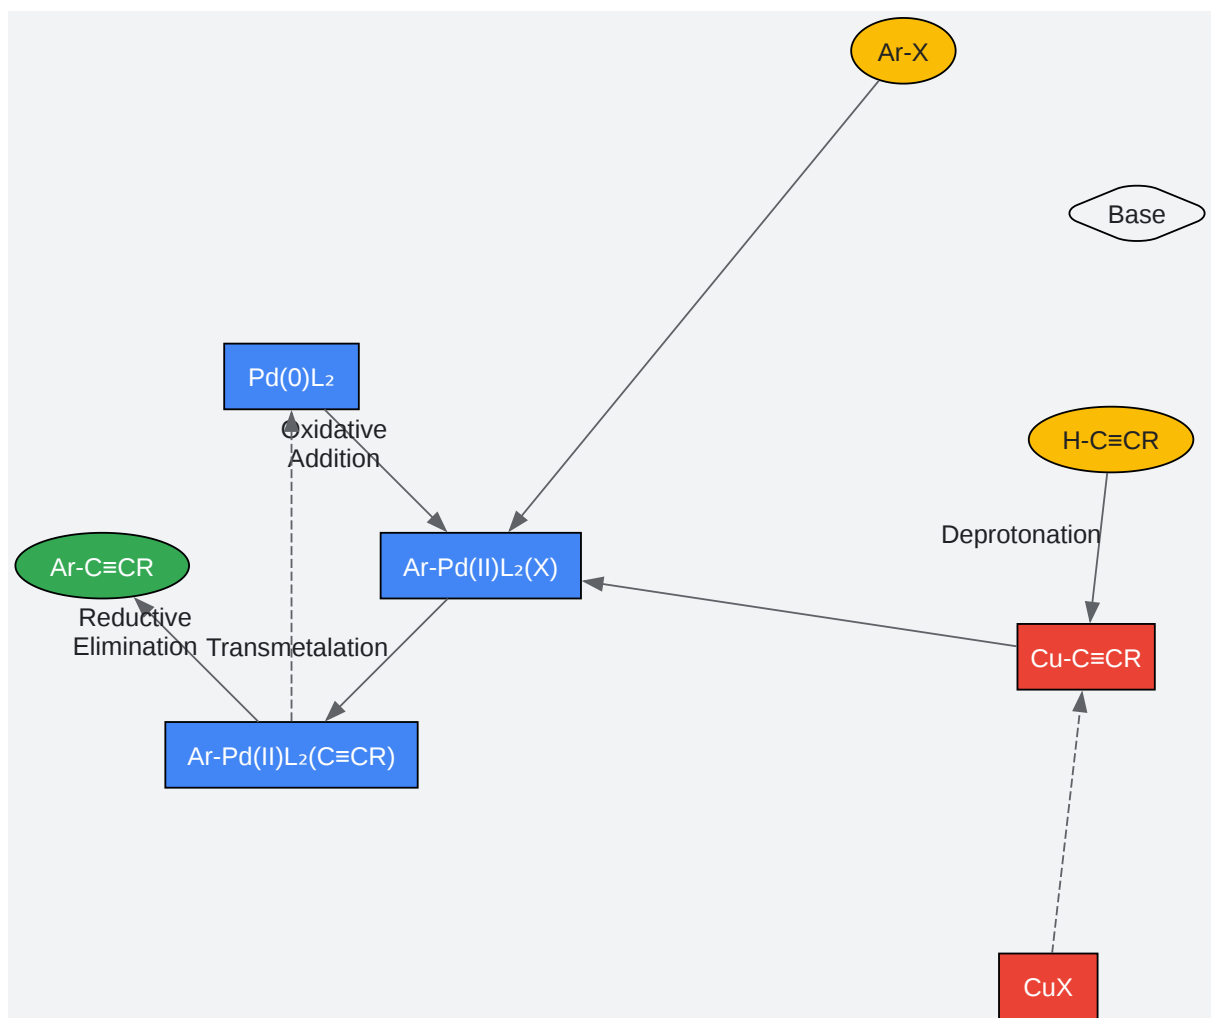 Ar-X
Base
Pd(0)L₂
Oxidative
Addition
H-C≡CR
Deprotonation
Ar-C≡CR
Ar-Pd(II)L₂(X)
Reductive
Elimination
Transmetalation
Cu-C≡CR
Ar-Pd(II)L₂(C≡CR)
CuX